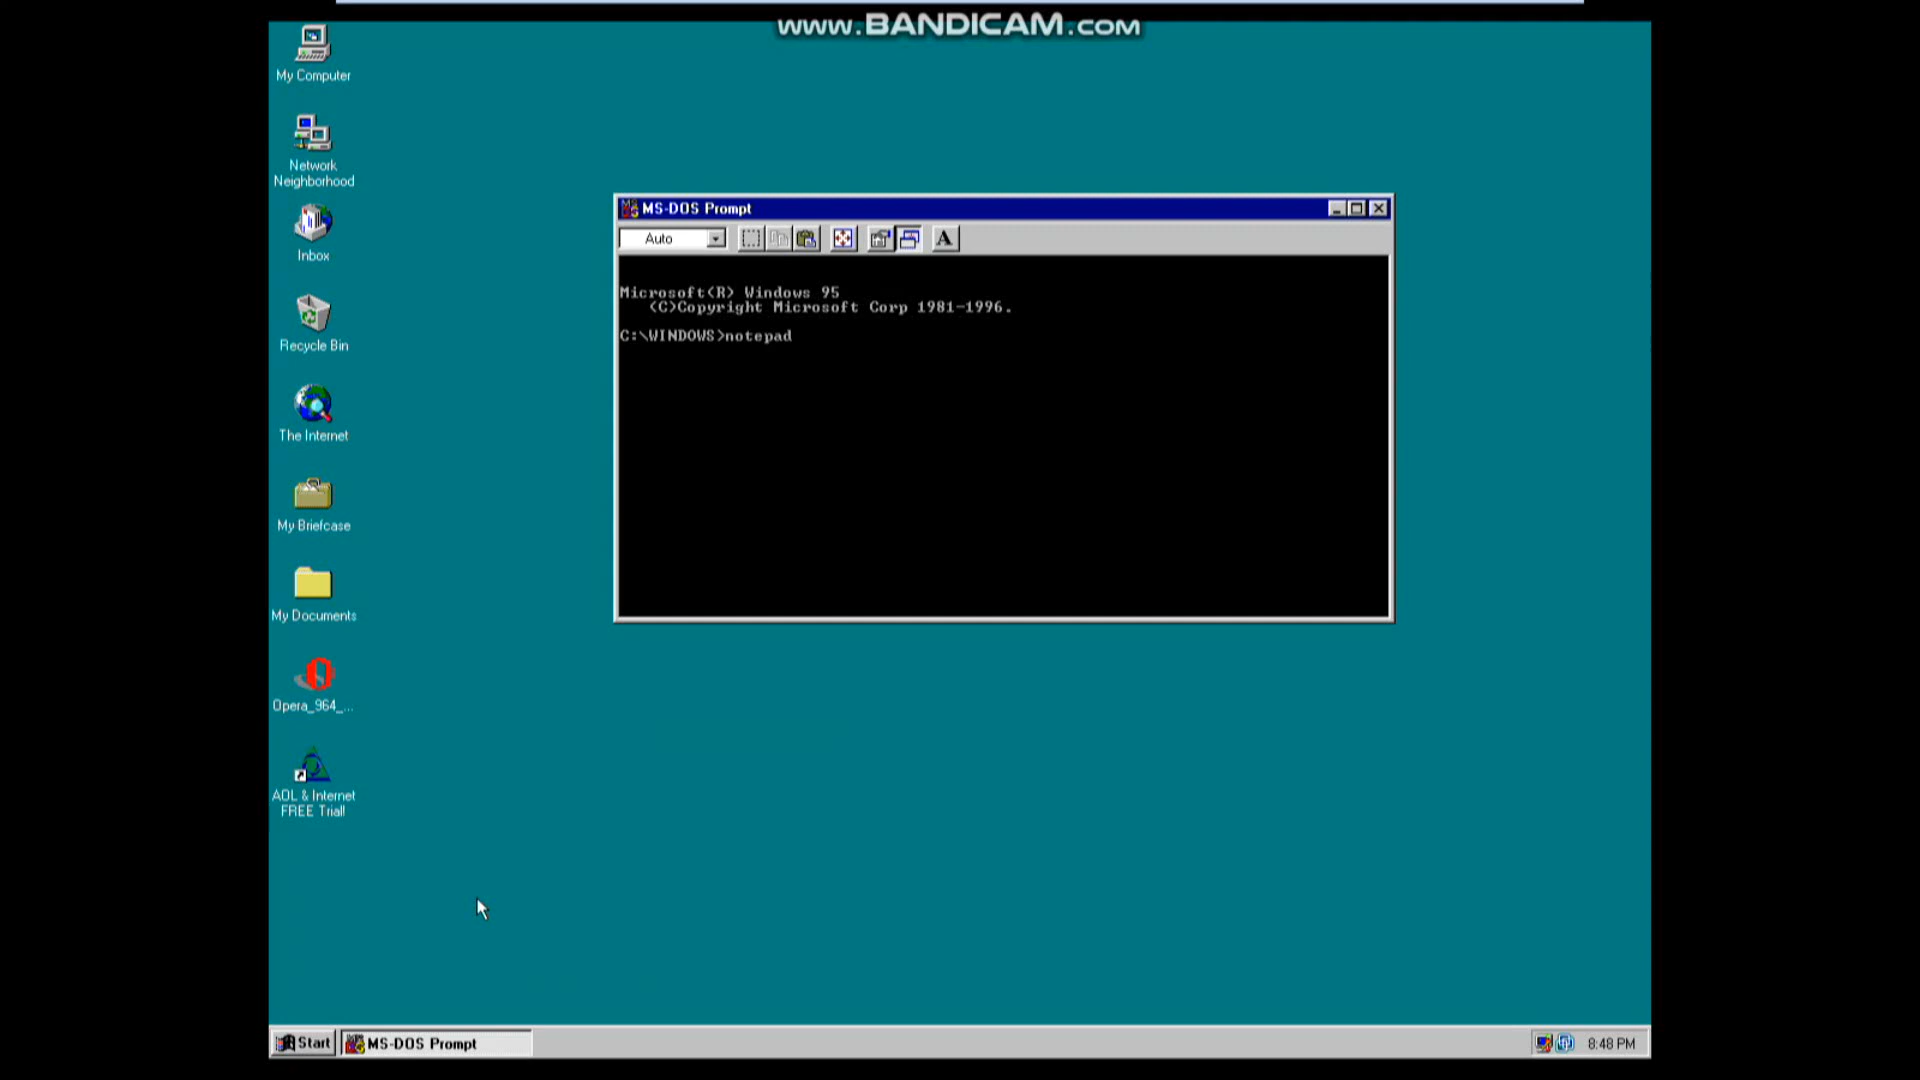 www.BANDICAM.com
My Computer
Network
Neighborhood
Inbox
Recycle Bin
The Internet
My Briefcase
My Documents
Opera_964_...
AOL & Internet
FREE Trial!
MS-DOS Prompt
Auto
A
Microsoft(R) Windows 95
(C)Copyright Microsoft Corp 1981-1996.
C:\WINDOWS>notepad
Start
MS-DOS Prompt
8:48 PM